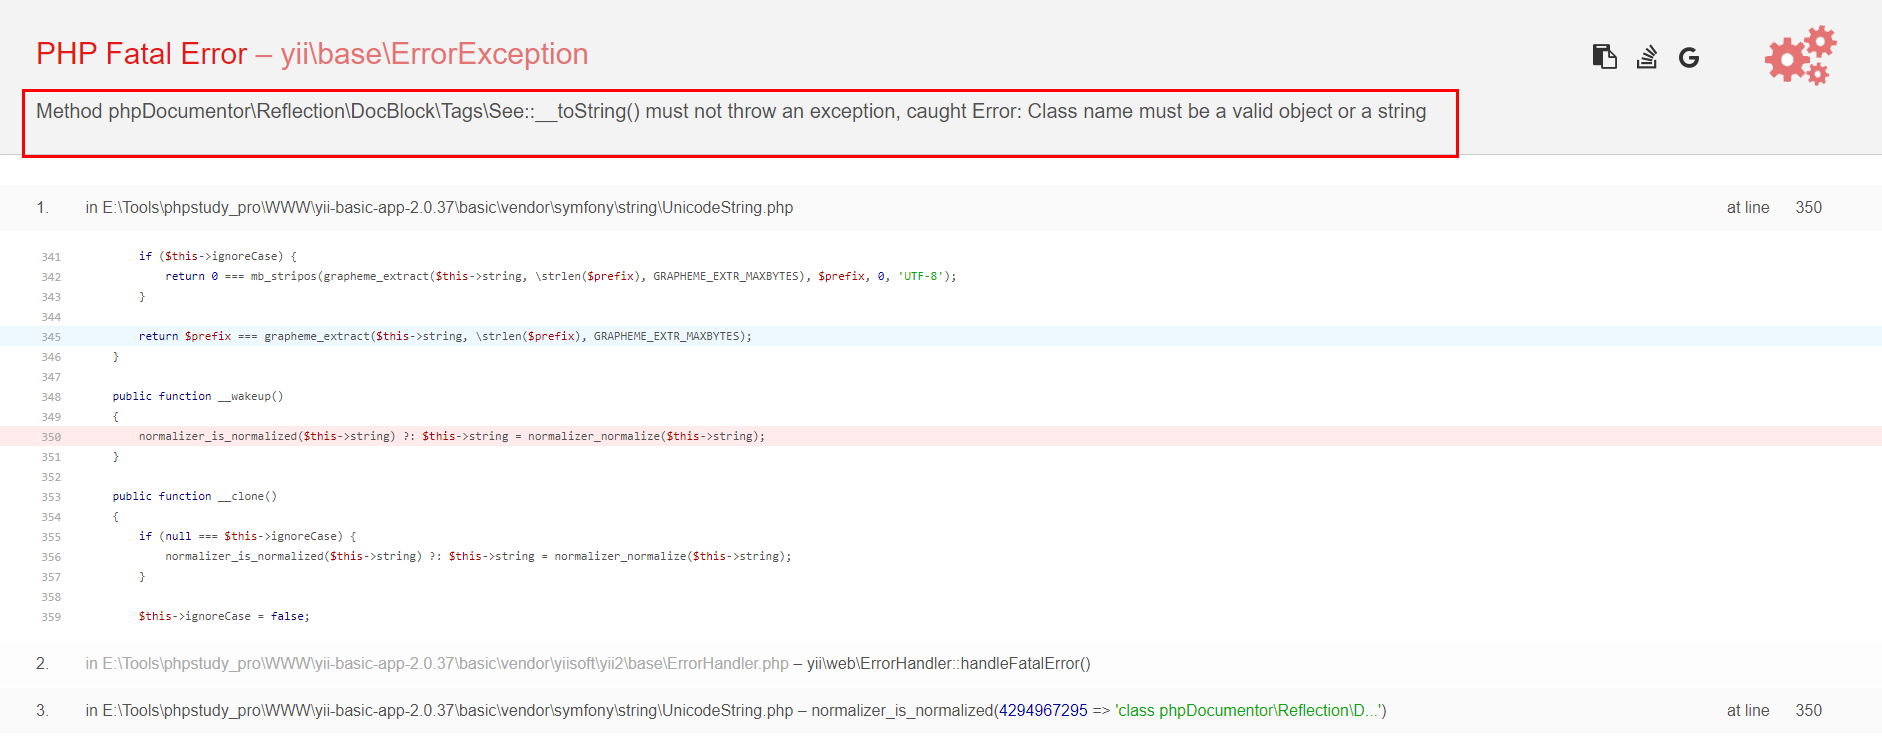 PHP Fatal Error – yii\base\ErrorException
Method phpDocumentor\Reflection\DocBlock\Tags\See::__toString() must not throw an exception, caught Error: Class name must be a valid object or a string
1. in E:\Tools\phpstudy_pro\WWW\yii-basic-app-2.0.37\basic\vendor\symfony\string\UnicodeString.php at line 350
341 if ($this->ignoreCase) {
342 return 0 === mb_stripos(grapheme_extract($this->string, \strlen($prefix), GRAPHEME_EXTR_MAXBYTES), $prefix, 0, 'UTF-8');
343 }
344
345 return $prefix === grapheme_extract($this->string, \strlen($prefix), GRAPHEME_EXTR_MAXBYTES);
346 }
347
348 public function __wakeup()
349 {
350 normalizer_is_normalized($this->string) ?: $this->string = normalizer_normalize($this->string);
351 }
352
353 public function __clone()
354 {
355 if (null === $this->ignoreCase) {
356 normalizer_is_normalized($this->string) ?: $this->string = normalizer_normalize($this->string);
357 }
358
359 $this->ignoreCase = false;
2. in E:\Tools\phpstudy_pro\WWW\yii-basic-app-2.0.37\basic\vendor\yiisoft\yii2\base\ErrorHandler.php – yii\web\ErrorHandler::handleFatalError()
3. in E:\Tools\phpstudy_pro\WWW\yii-basic-app-2.0.37\basic\vendor\symfony\string\UnicodeString.php – normalizer_is_normalized(4294967295 => 'class phpDocumentor\Reflection\D...') at line 350